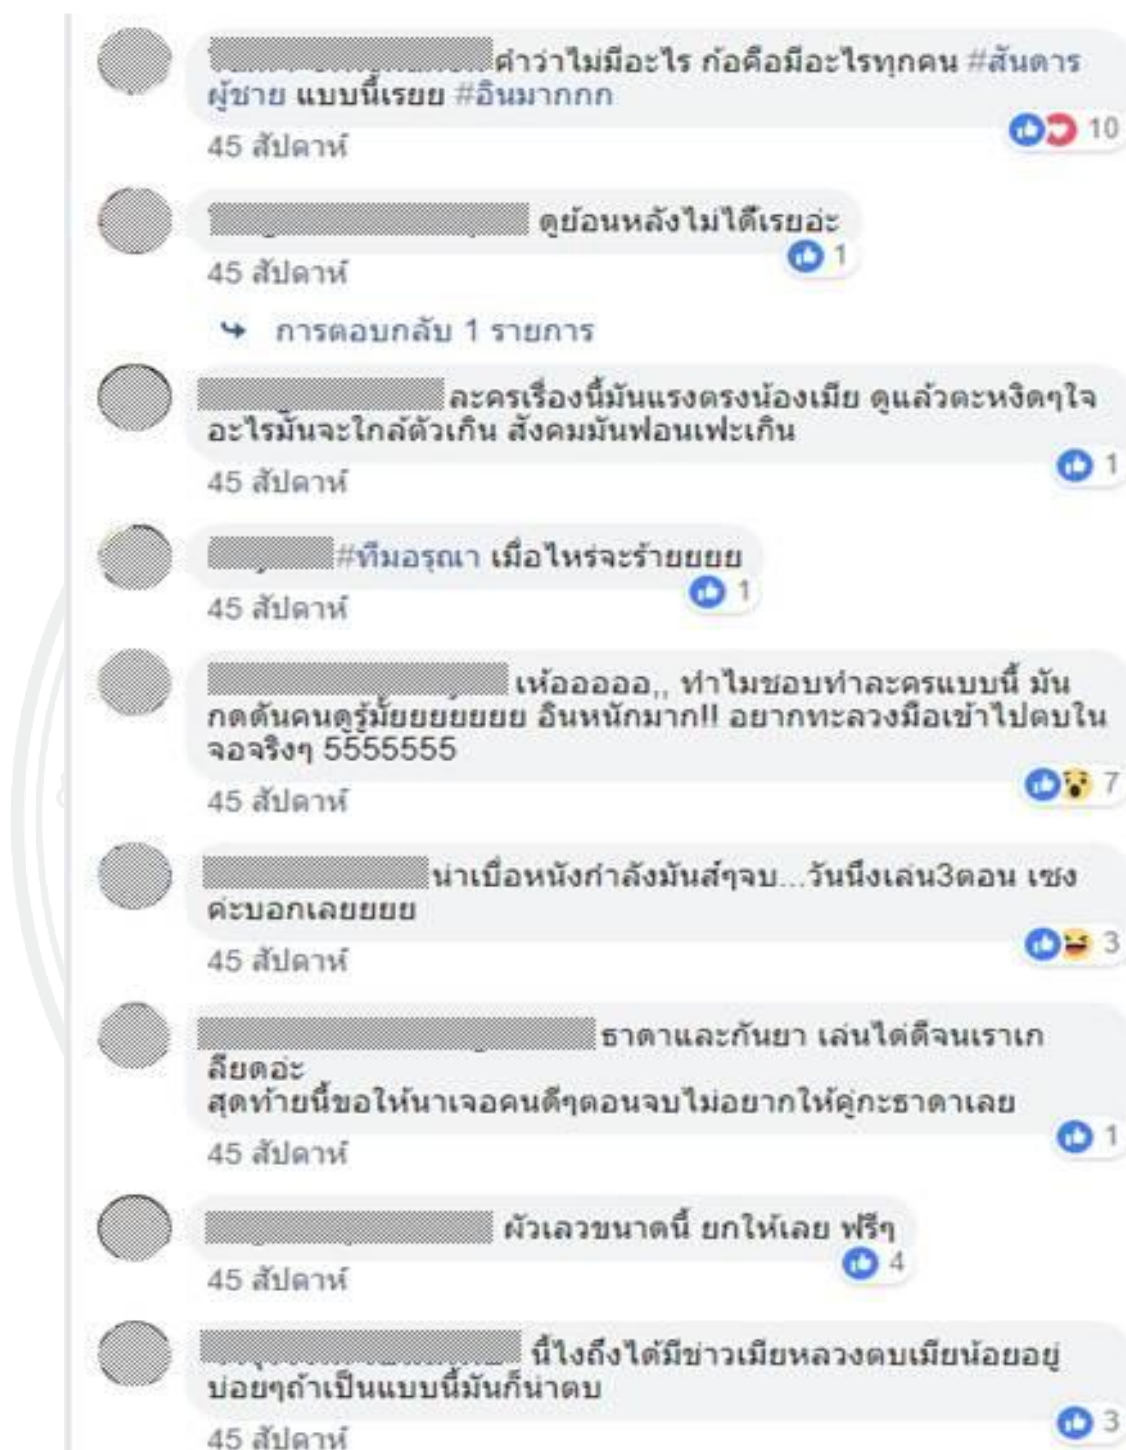 คำว่าไม่มีอะไร ก้อคือมีอะไรทุกคน #สันดาร
ผู้ชาย แบบนี้เรยย #อินมากกก
10
45 สัปดาห์
ดูย้อนหลังไม่ได้เรยอ่ะ
1
45 สัปดาห์
การตอบกลับ 1 รายการ
ละครเรื่องนี้มันแรงตรงน้องเมีย ดูแล้วตะหงิดๆใจ
อะไรมันจะใกล้ตัวเกิน สังคมมันฟอนเฟะเกิน
1
45 สัปดาห์
#ทีมอรุณา เมื่อไหร่จะร้ายยยย
1
45 สัปดาห์
เห้อออออ,, ทำไมชอบทำละครแบบนี้ มัน
กดดันคนดูรู้มั้ยยยยยยย อินหนักมาก!! อยากทะลวงมือเข้าไปตบใน
จอจริงๆ 5555555
7
45 สัปดาห์
น่าเบื่อหนังกำลังมันส์ๆจบ...วันนึงเล่น3ตอน เซง
ค่ะบอกเลยยยย
3
45 สัปดาห์
ธาดาและกันยา เล่นได้ดีจนเราเก
ลียดอ่ะ
สุดท้ายนี้ขอให้นาเจอคนดีๆตอนจบไม่อยากให้คู่กะธาดาเลย
1
45 สัปดาห์
ผัวเลวขนาดนี้ ยกให้เลย ฟรีๆ
4
45 สัปดาห์
นี้ไงถึงได้มีข่าวเมียหลวงตบเมียน้อยอยู่
บ่อยๆถ้าเป็นแบบนี้มันก็น่าตบ
3
45 สัปดาห์